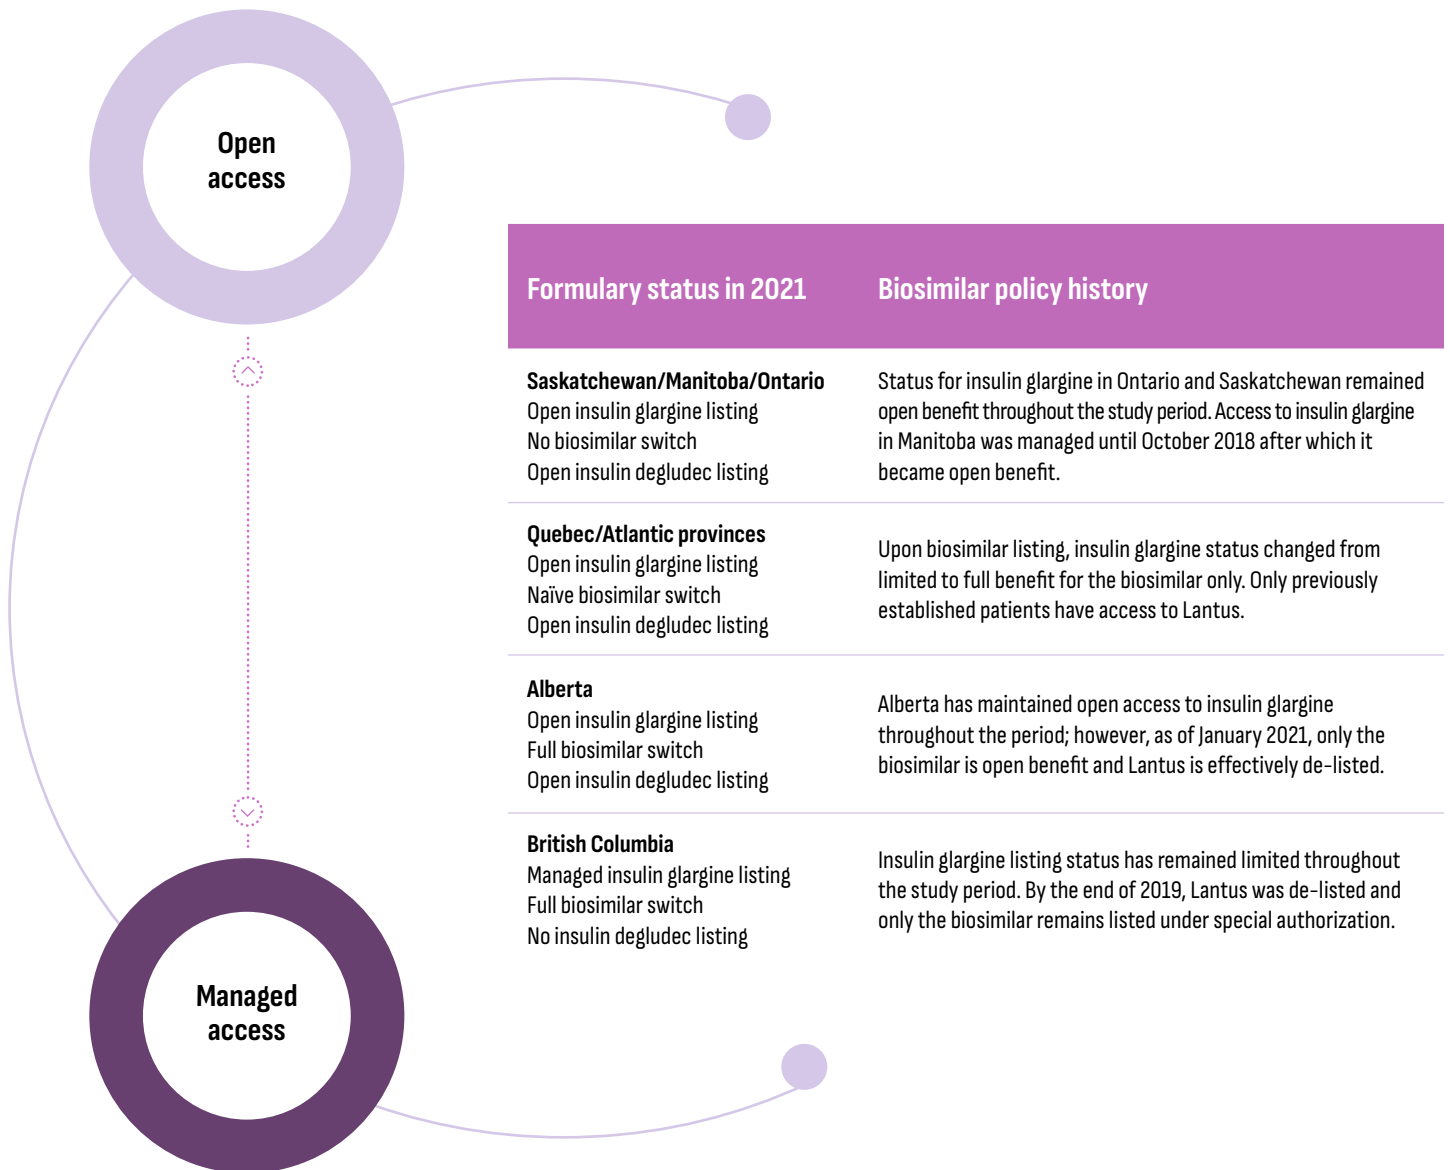 Open
access
Formulary status in 2021
Biosimilar policy history
Saskatchewan/Manitoba/Ontario
Open insulin glargine listing
No biosimilar switch
Open insulin degludec listing
Status for insulin glargine in Ontario and Saskatchewan remained
open benefit throughout the study period. Access to insulin glargine
in Manitoba was managed until October 2018 after which it
became open benefit.
Quebec/Atlantic provinces
Open insulin glargine listing
Naïve biosimilar switch
Open insulin degludec listing
Upon biosimilar listing, insulin glargine status changed from
limited to full benefit for the biosimilar only. Only previously
established patients have access to Lantus.
Alberta
Open insulin glargine listing
Full biosimilar switch
Open insulin degludec listing
Alberta has maintained open access to insulin glargine
throughout the period; however, as of January 2021, only the
biosimilar is open benefit and Lantus is effectively de-listed.
British Columbia
Managed insulin glargine listing
Full biosimilar switch
No insulin degludec listing
Insulin glargine listing status has remained limited throughout
the study period. By the end of 2019, Lantus was de-listed and
only the biosimilar remains listed under special authorization.
Managed
access